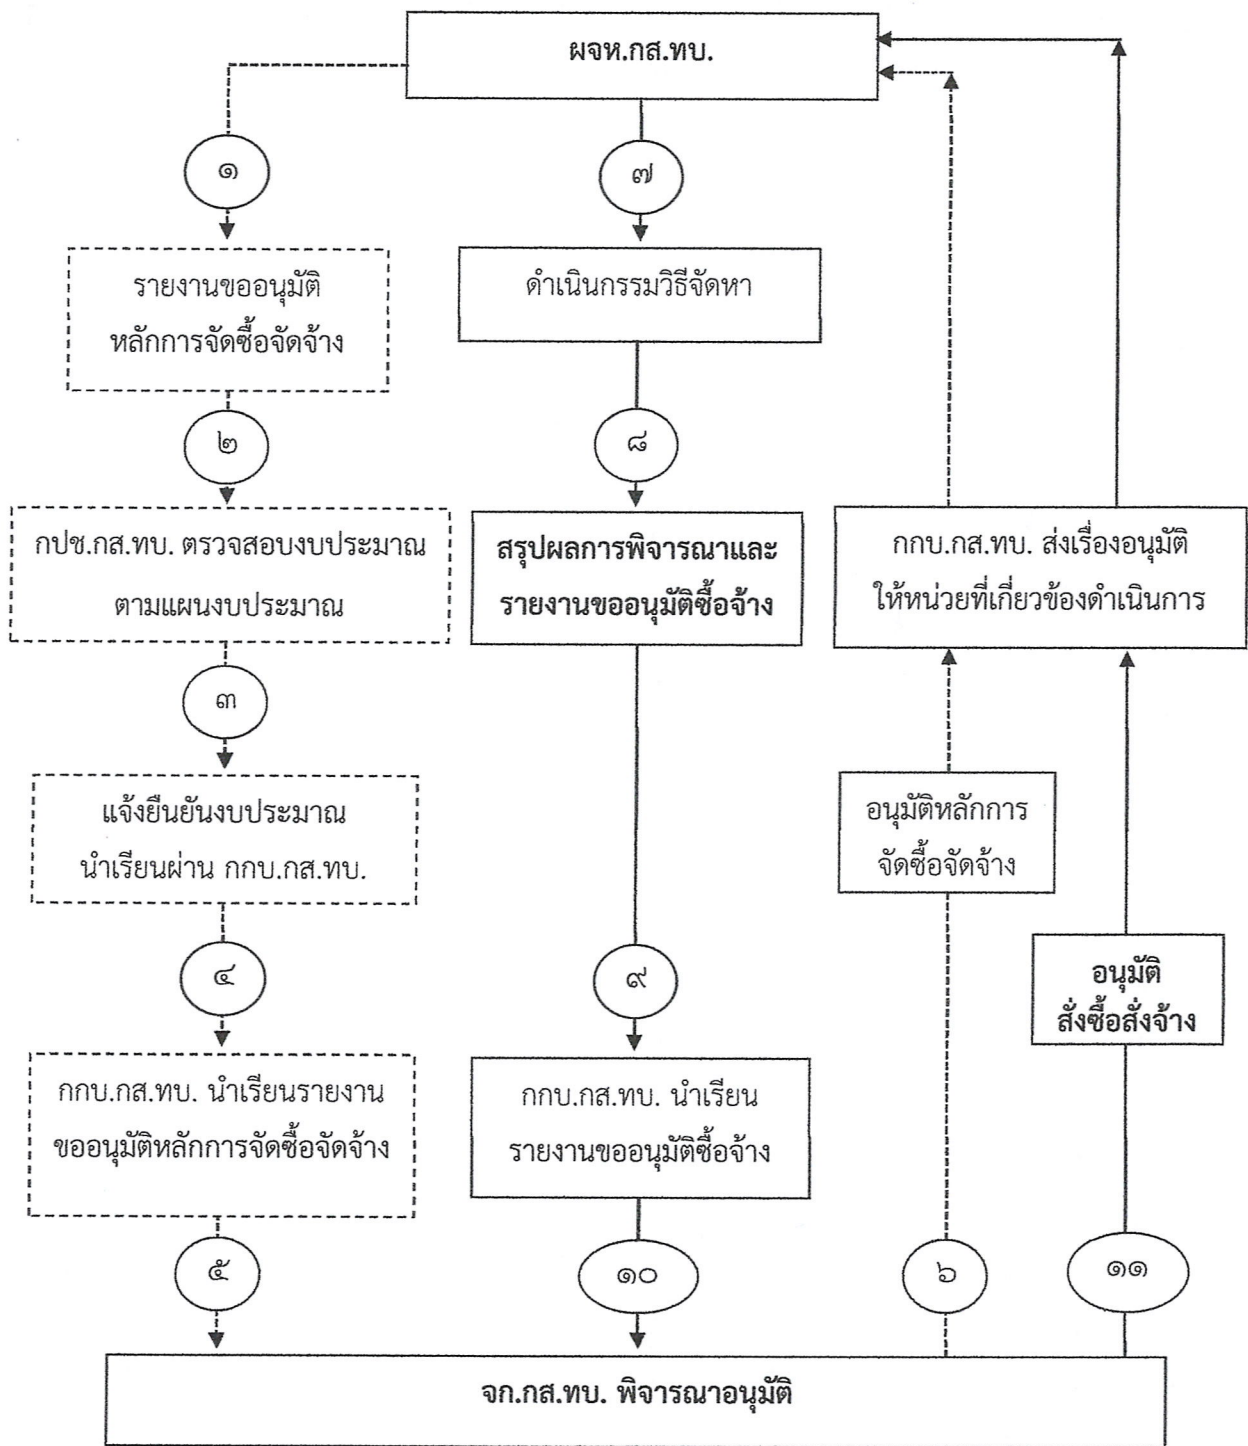 ผจห.กส.ทบ.
๑
รายงานขออนุมัติ
หลักการจัดซื้อจัดจ้าง
๒
กปช.กส.ทบ. ตรวจสอบงบประมาณ
ตามแผนงบประมาณ
๓
แจ้งยืนยันงบประมาณ
นำเรียนผ่าน กกบ.กส.ทบ.
๔
กกบ.กส.ทบ. นำเรียนรายงาน
ขออนุมัติหลักการจัดซื้อจัดจ้าง
๕
๗
ดำเนินกรรมวิธีจัดหา
๘
สรุปผลการพิจารณาและ
รายงานขออนุมัติซื้อจ้าง
๙
กกบ.กส.ทบ. นำเรียน
รายงานขออนุมัติซื้อจ้าง
๑๐
กกบ.กส.ทบ. ส่งเรื่องอนุมัติ
ให้หน่วยที่เกี่ยวข้องดำเนินการ
อนุมัติหลักการ
จัดซื้อจัดจ้าง
๖
อนุมัติ
สั่งซื้อสั่งจ้าง
๑๑
จก.กส.ทบ. พิจารณาอนุมัติ